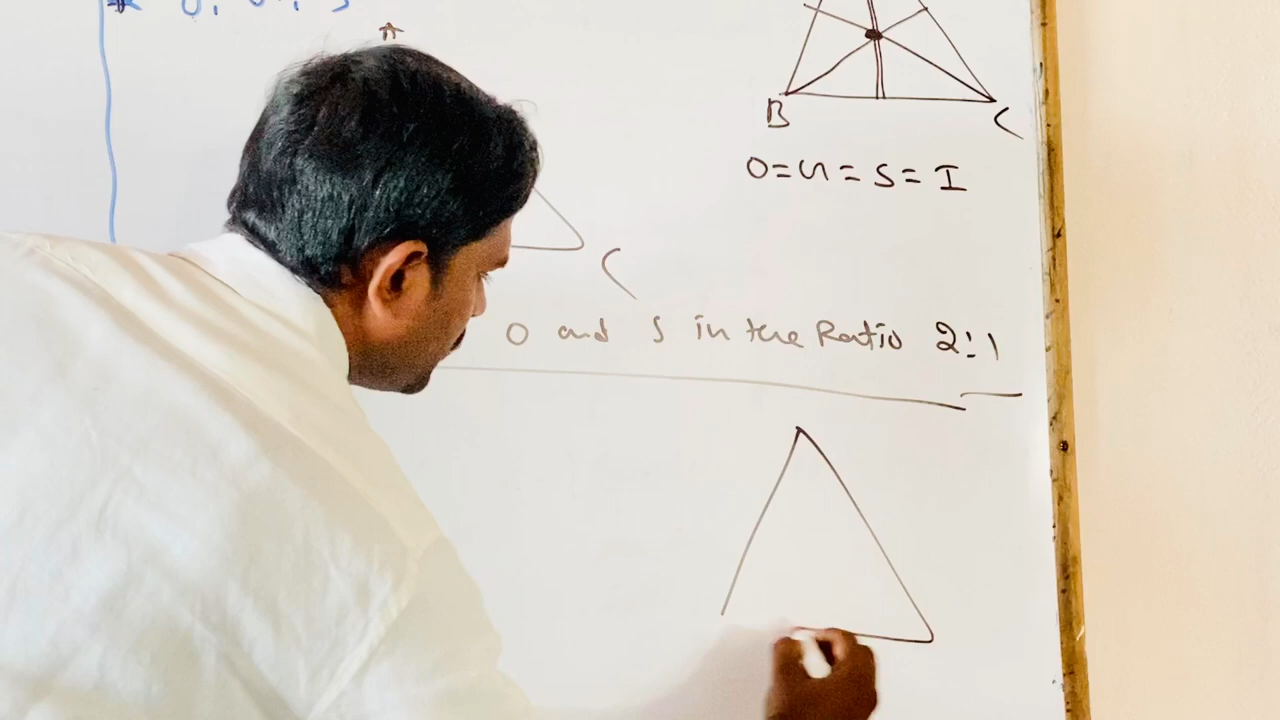 B C
O=G=S=I
C
O and S in the Ratio 2:1